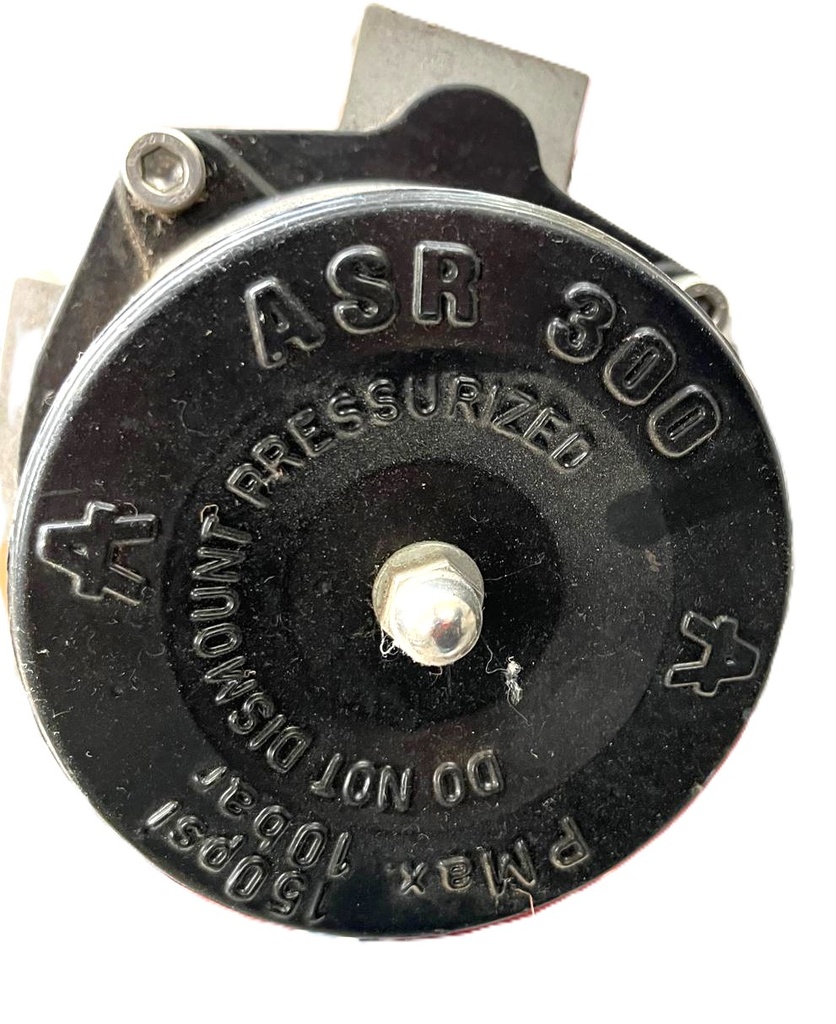 ASR 300
DO NOT DISMOUNT PRESSURIZED
P Max. 150psi
10bar
A
A